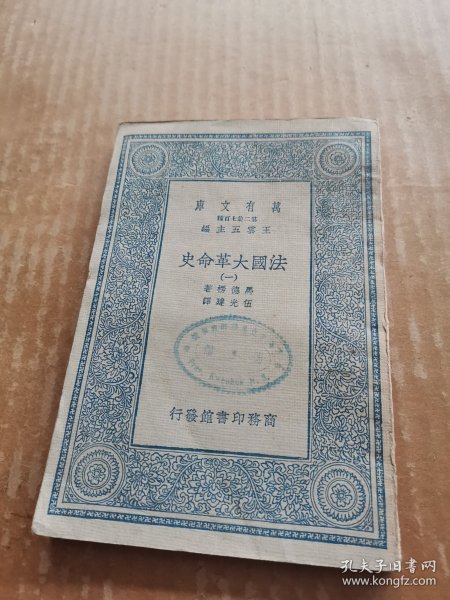 萬有文庫
第二集七百種
王雲五主編
法國大革命史
(一)
馬德楞著
伍光建譯
商務印書館發行
孔夫子旧书网
www.kongfz.com